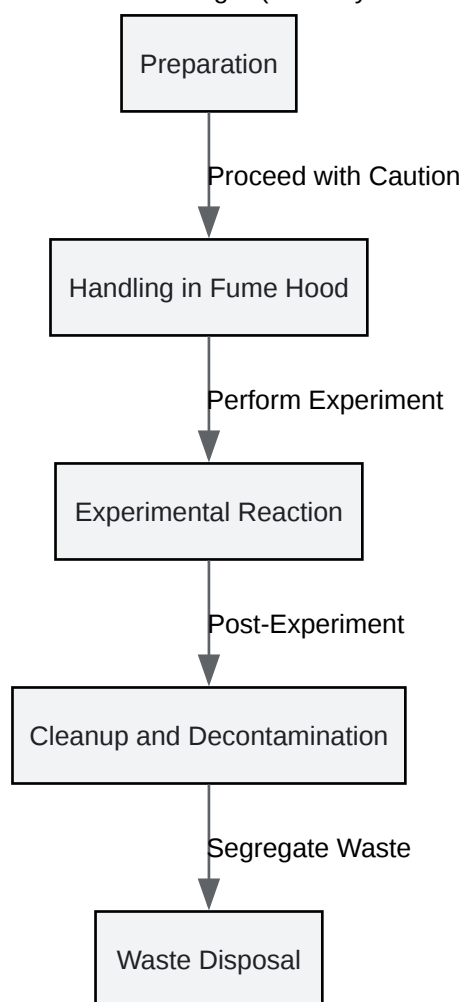 Preparation
Proceed with Caution
Handling in Fume Hood
Perform Experiment
Experimental Reaction
Post-Experiment
Cleanup and Decontamination
Segregate Waste
Waste Disposal